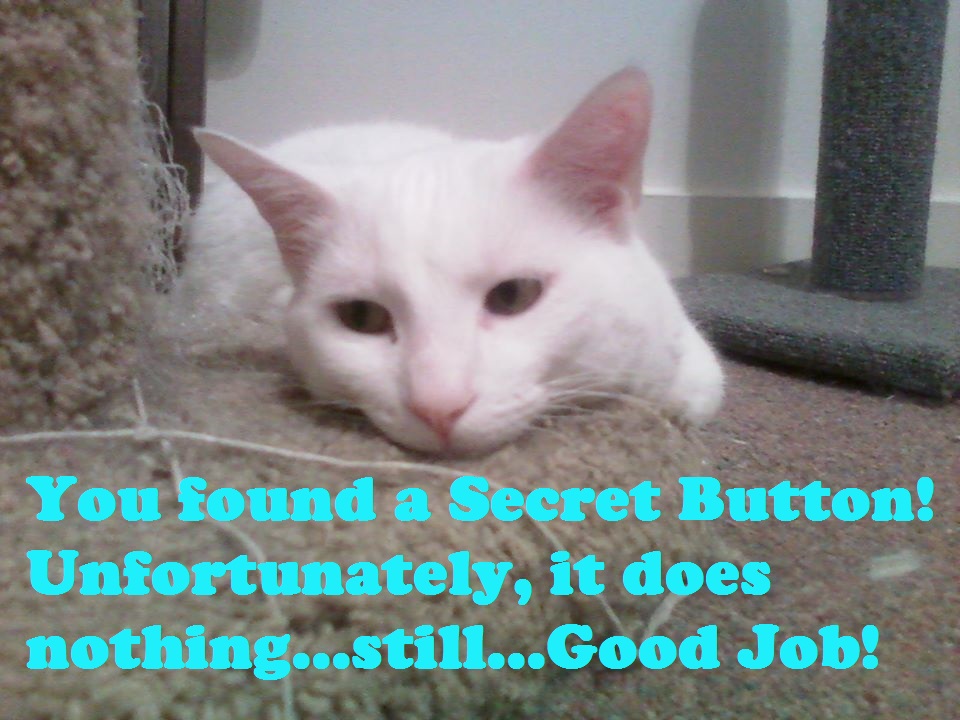 You found a Secret Button!
Unfortunately, it does
nothing...still...Good Job!